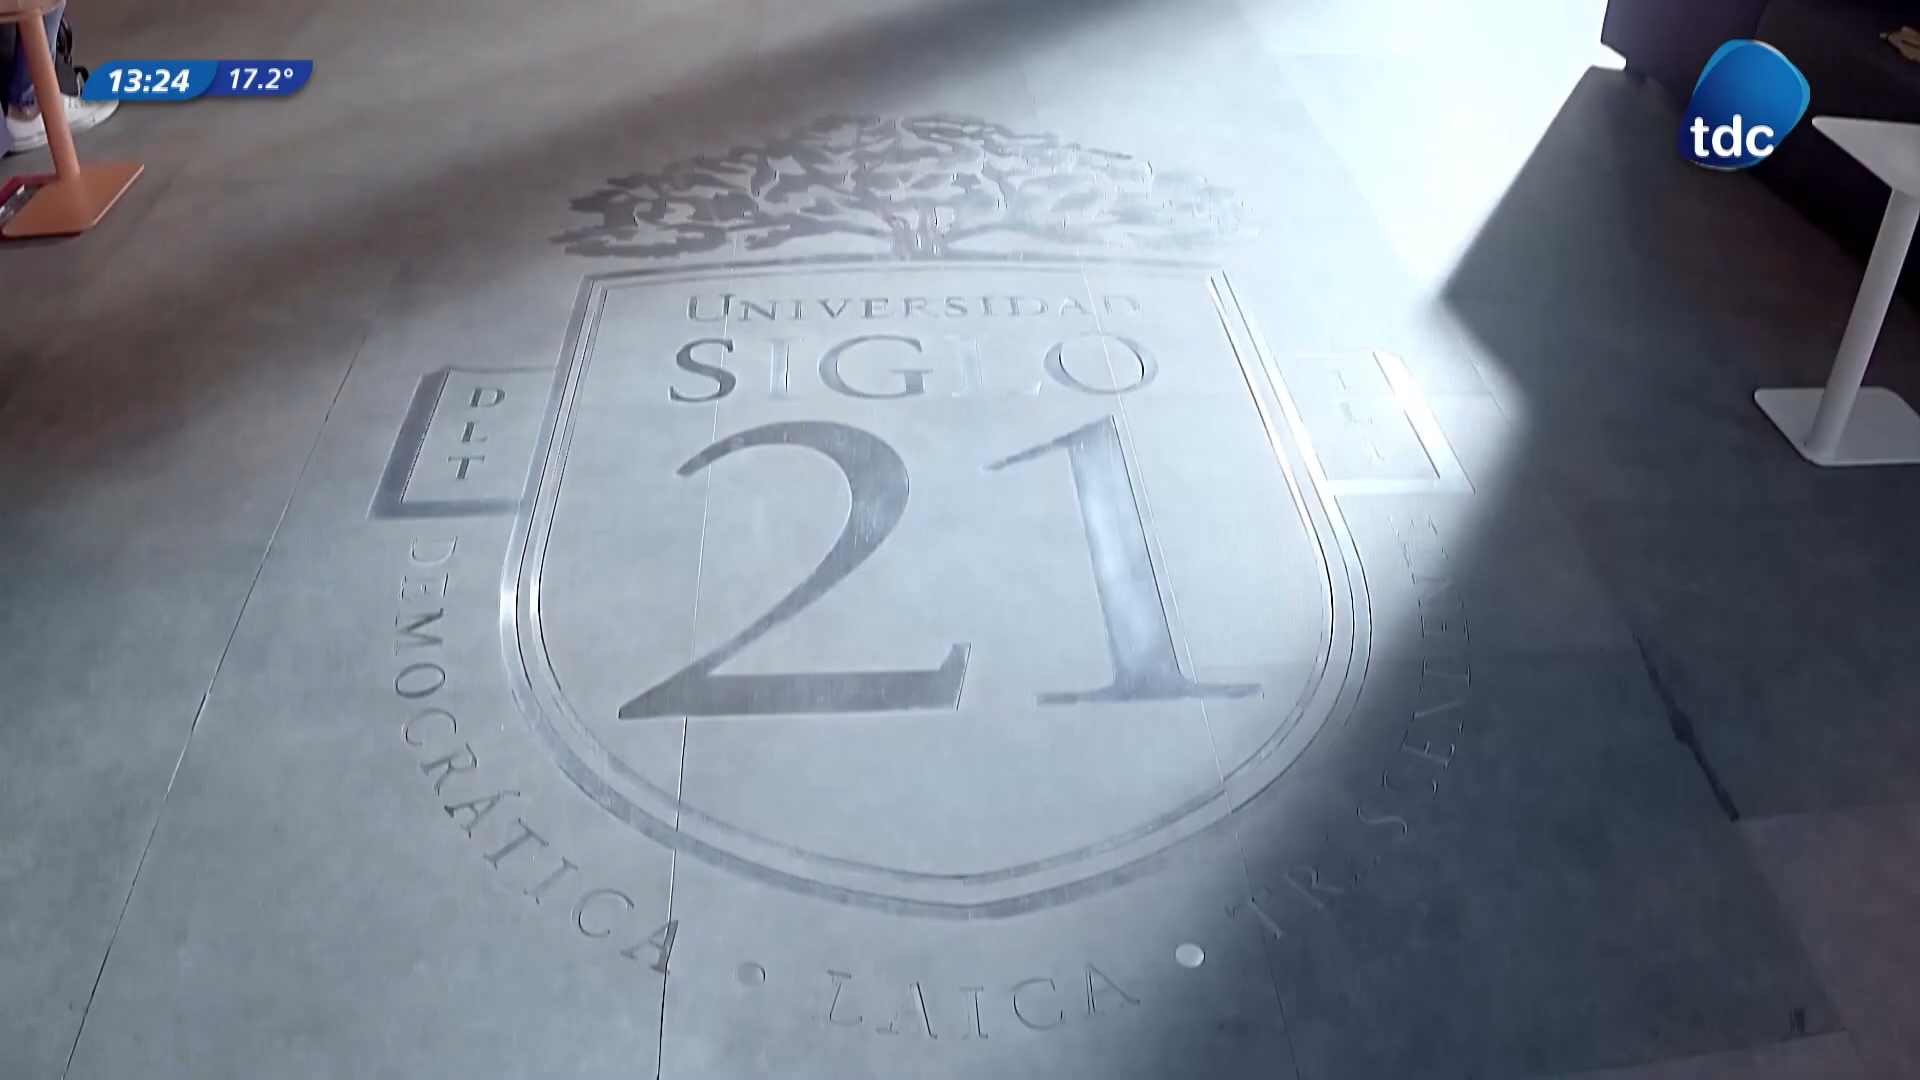 13:24 17.2°
tdc
UNIVERSIDAD
SIGLO
21
DLT
DEMOCRÁTICA • LAICA •